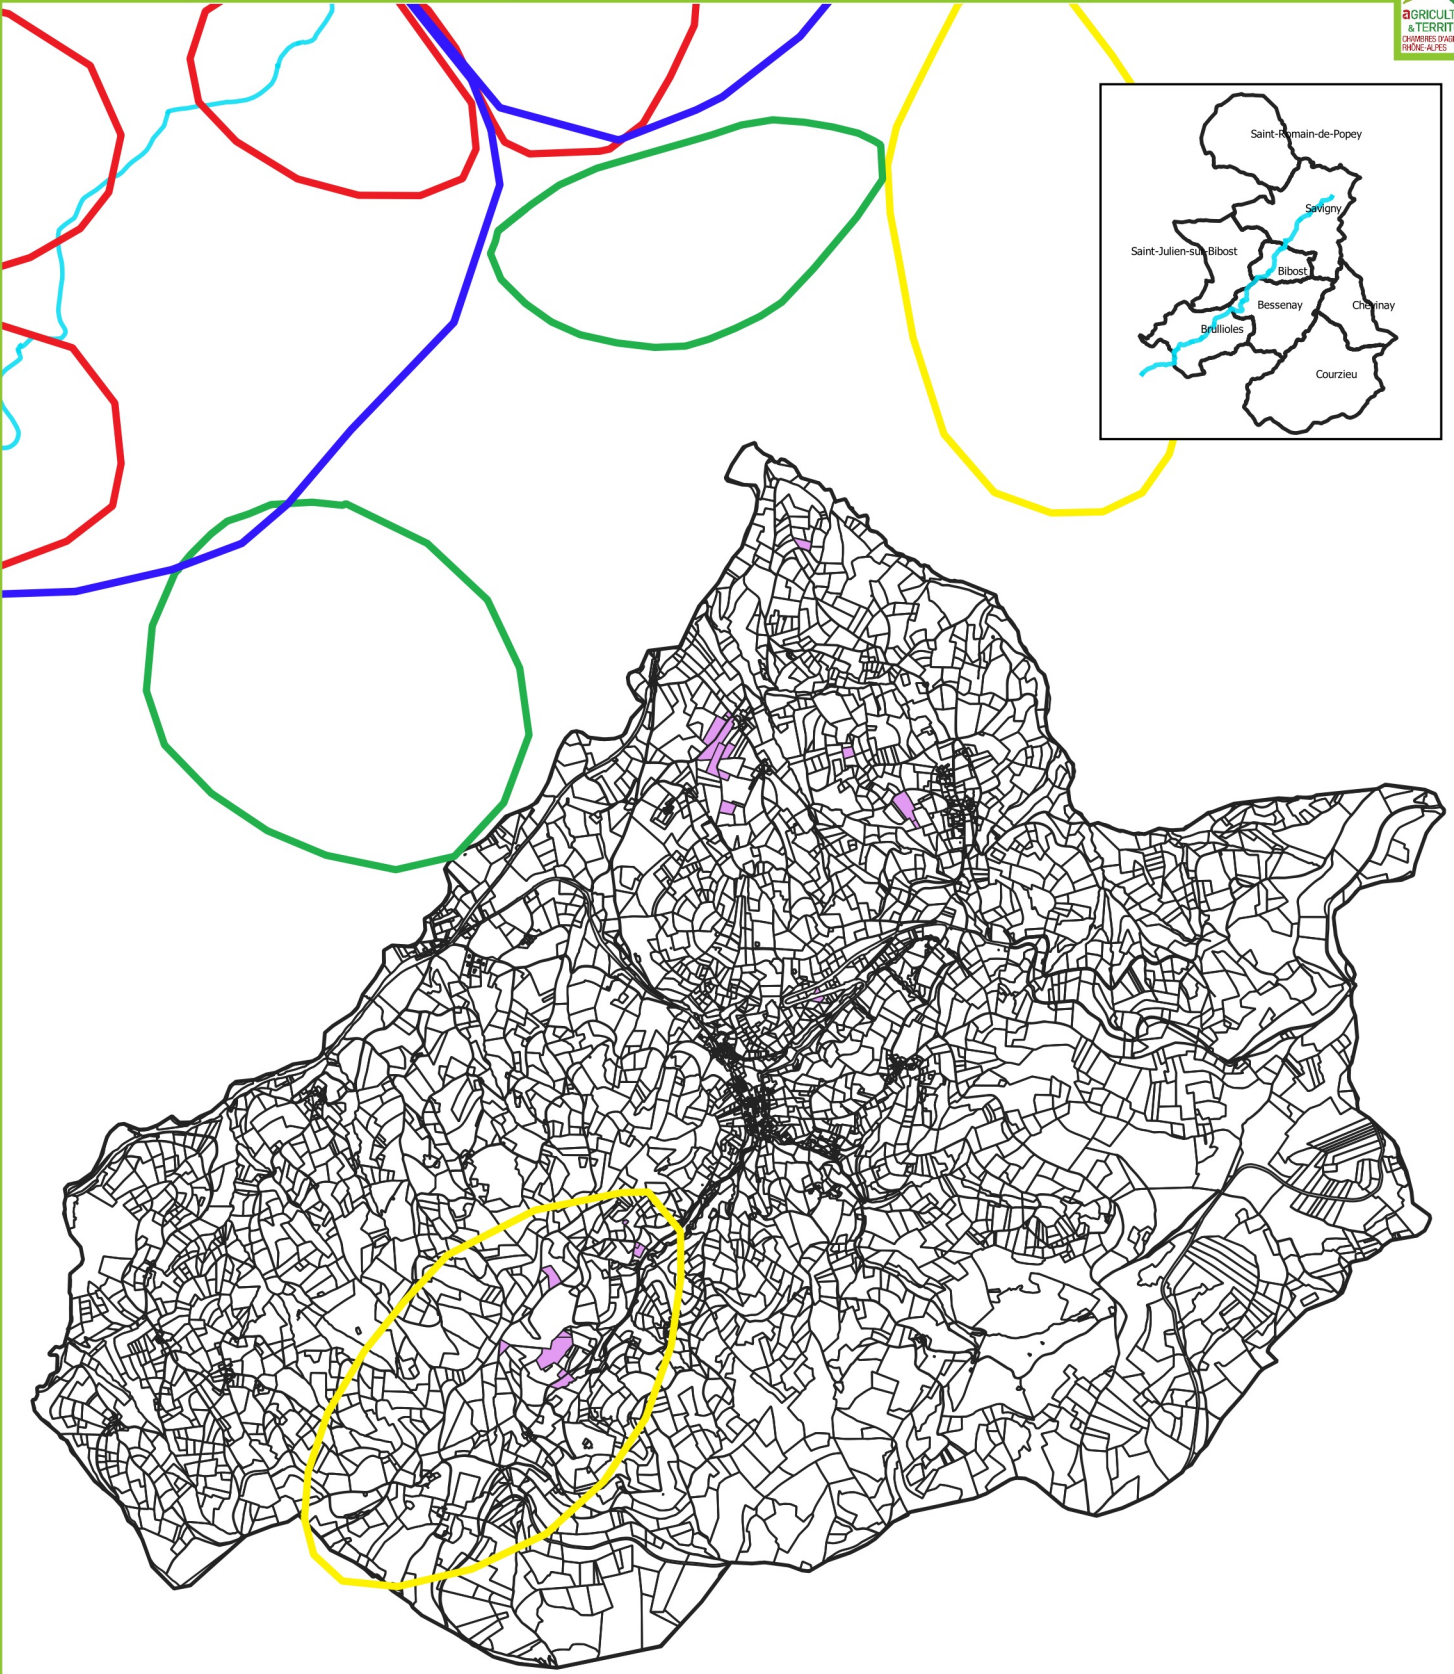 aGRICULT
& TERRIT
CHAMBRES D'AG
RHÔNE-ALPES
Saint-Romain-de-Popey
Savigny
Saint-Julien-sur-Bibost
Bibost
Bessenay
Chevinay
Brullioles
Courzieu